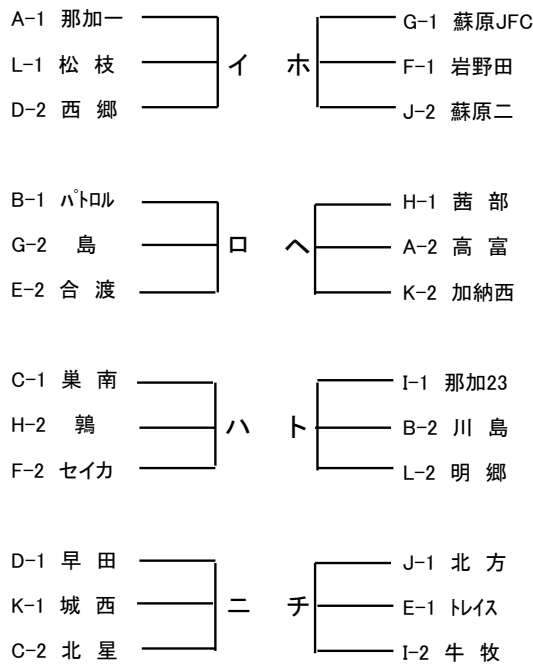 A-1 那加一
L-1 松 枝
イ
D-2 西 郷
G-1 蘇原JFC
ホ
F-1 岩野田
J-2 蘇原二
B-1 パトロル
G-2 島
ロ
E-2 合 渡
H-1 茜 部
ヘ
A-2 高 富
K-2 加納西
C-1 巣 南
H-2 鶉
ハ
F-2 セイカ
I-1 那加23
ト
B-2 川 島
L-2 明 郷
D-1 早 田
K-1 城 西
ニ
C-2 北 星
J-1 北 方
チ
E-1 トレイス
I-2 牛 牧